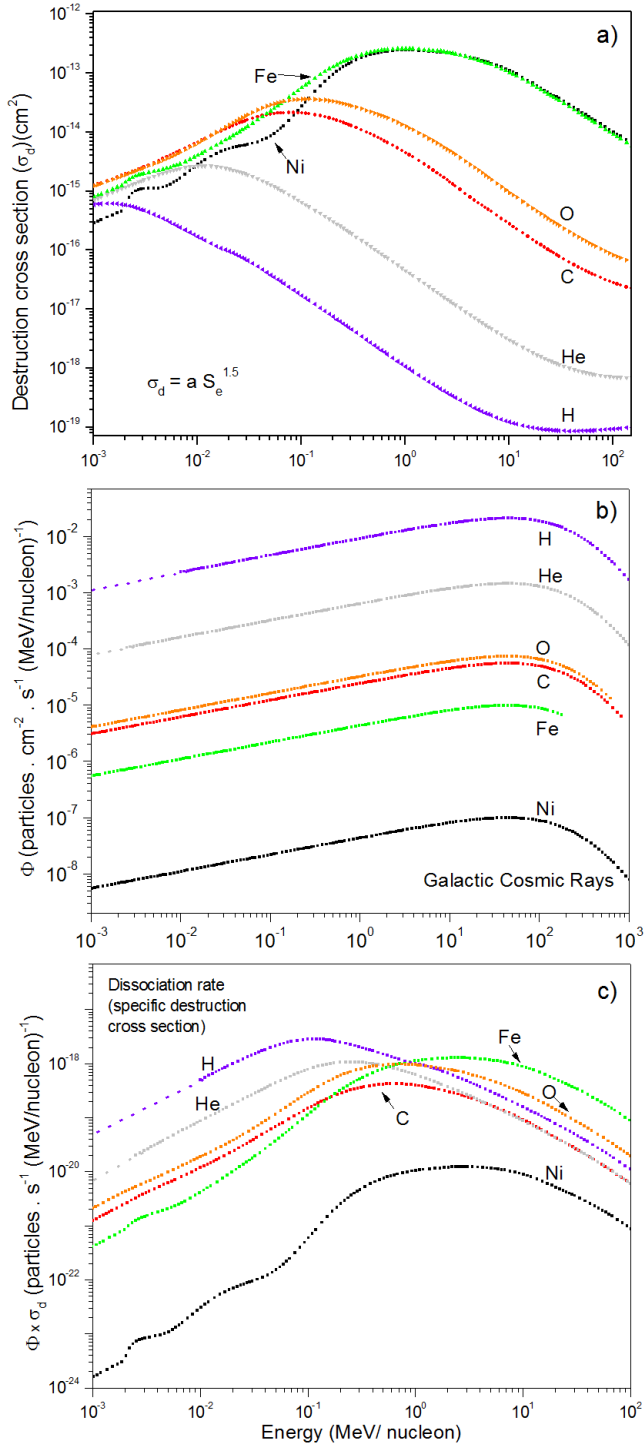 a)
10^-12
10^-13
10^-14
10^-15
10^-16
10^-17
10^-18
10^-19
Destruction cross section (σ_d)(cm^2)
Fe
Ni
O
C
He
H
σ_d = a S_e^1.5
10^-3 10^-2 10^-1 10^0 10^1 10^2
b)
10^-2
10^-3
10^-4
10^-5
10^-6
10^-7
10^-8
Φ (particles . cm^-2 . s^-1 (MeV/nucleon)^-1)
H
He
O
C
Fe
Ni
Galactic Cosmic Rays
10^-3 10^-2 10^-1 10^0 10^1 10^2 10^3
Dissociation rate
(specific destruction
cross section)
c)
10^-18
10^-20
10^-22
10^-24
Φ x σ_d (particles . s^-1 (MeV/nucleon)^-1)
H
He
C
Fe
O
Ni
10^-3 10^-2 10^-1 10^0 10^1 10^2
Energy (MeV/ nucleon)